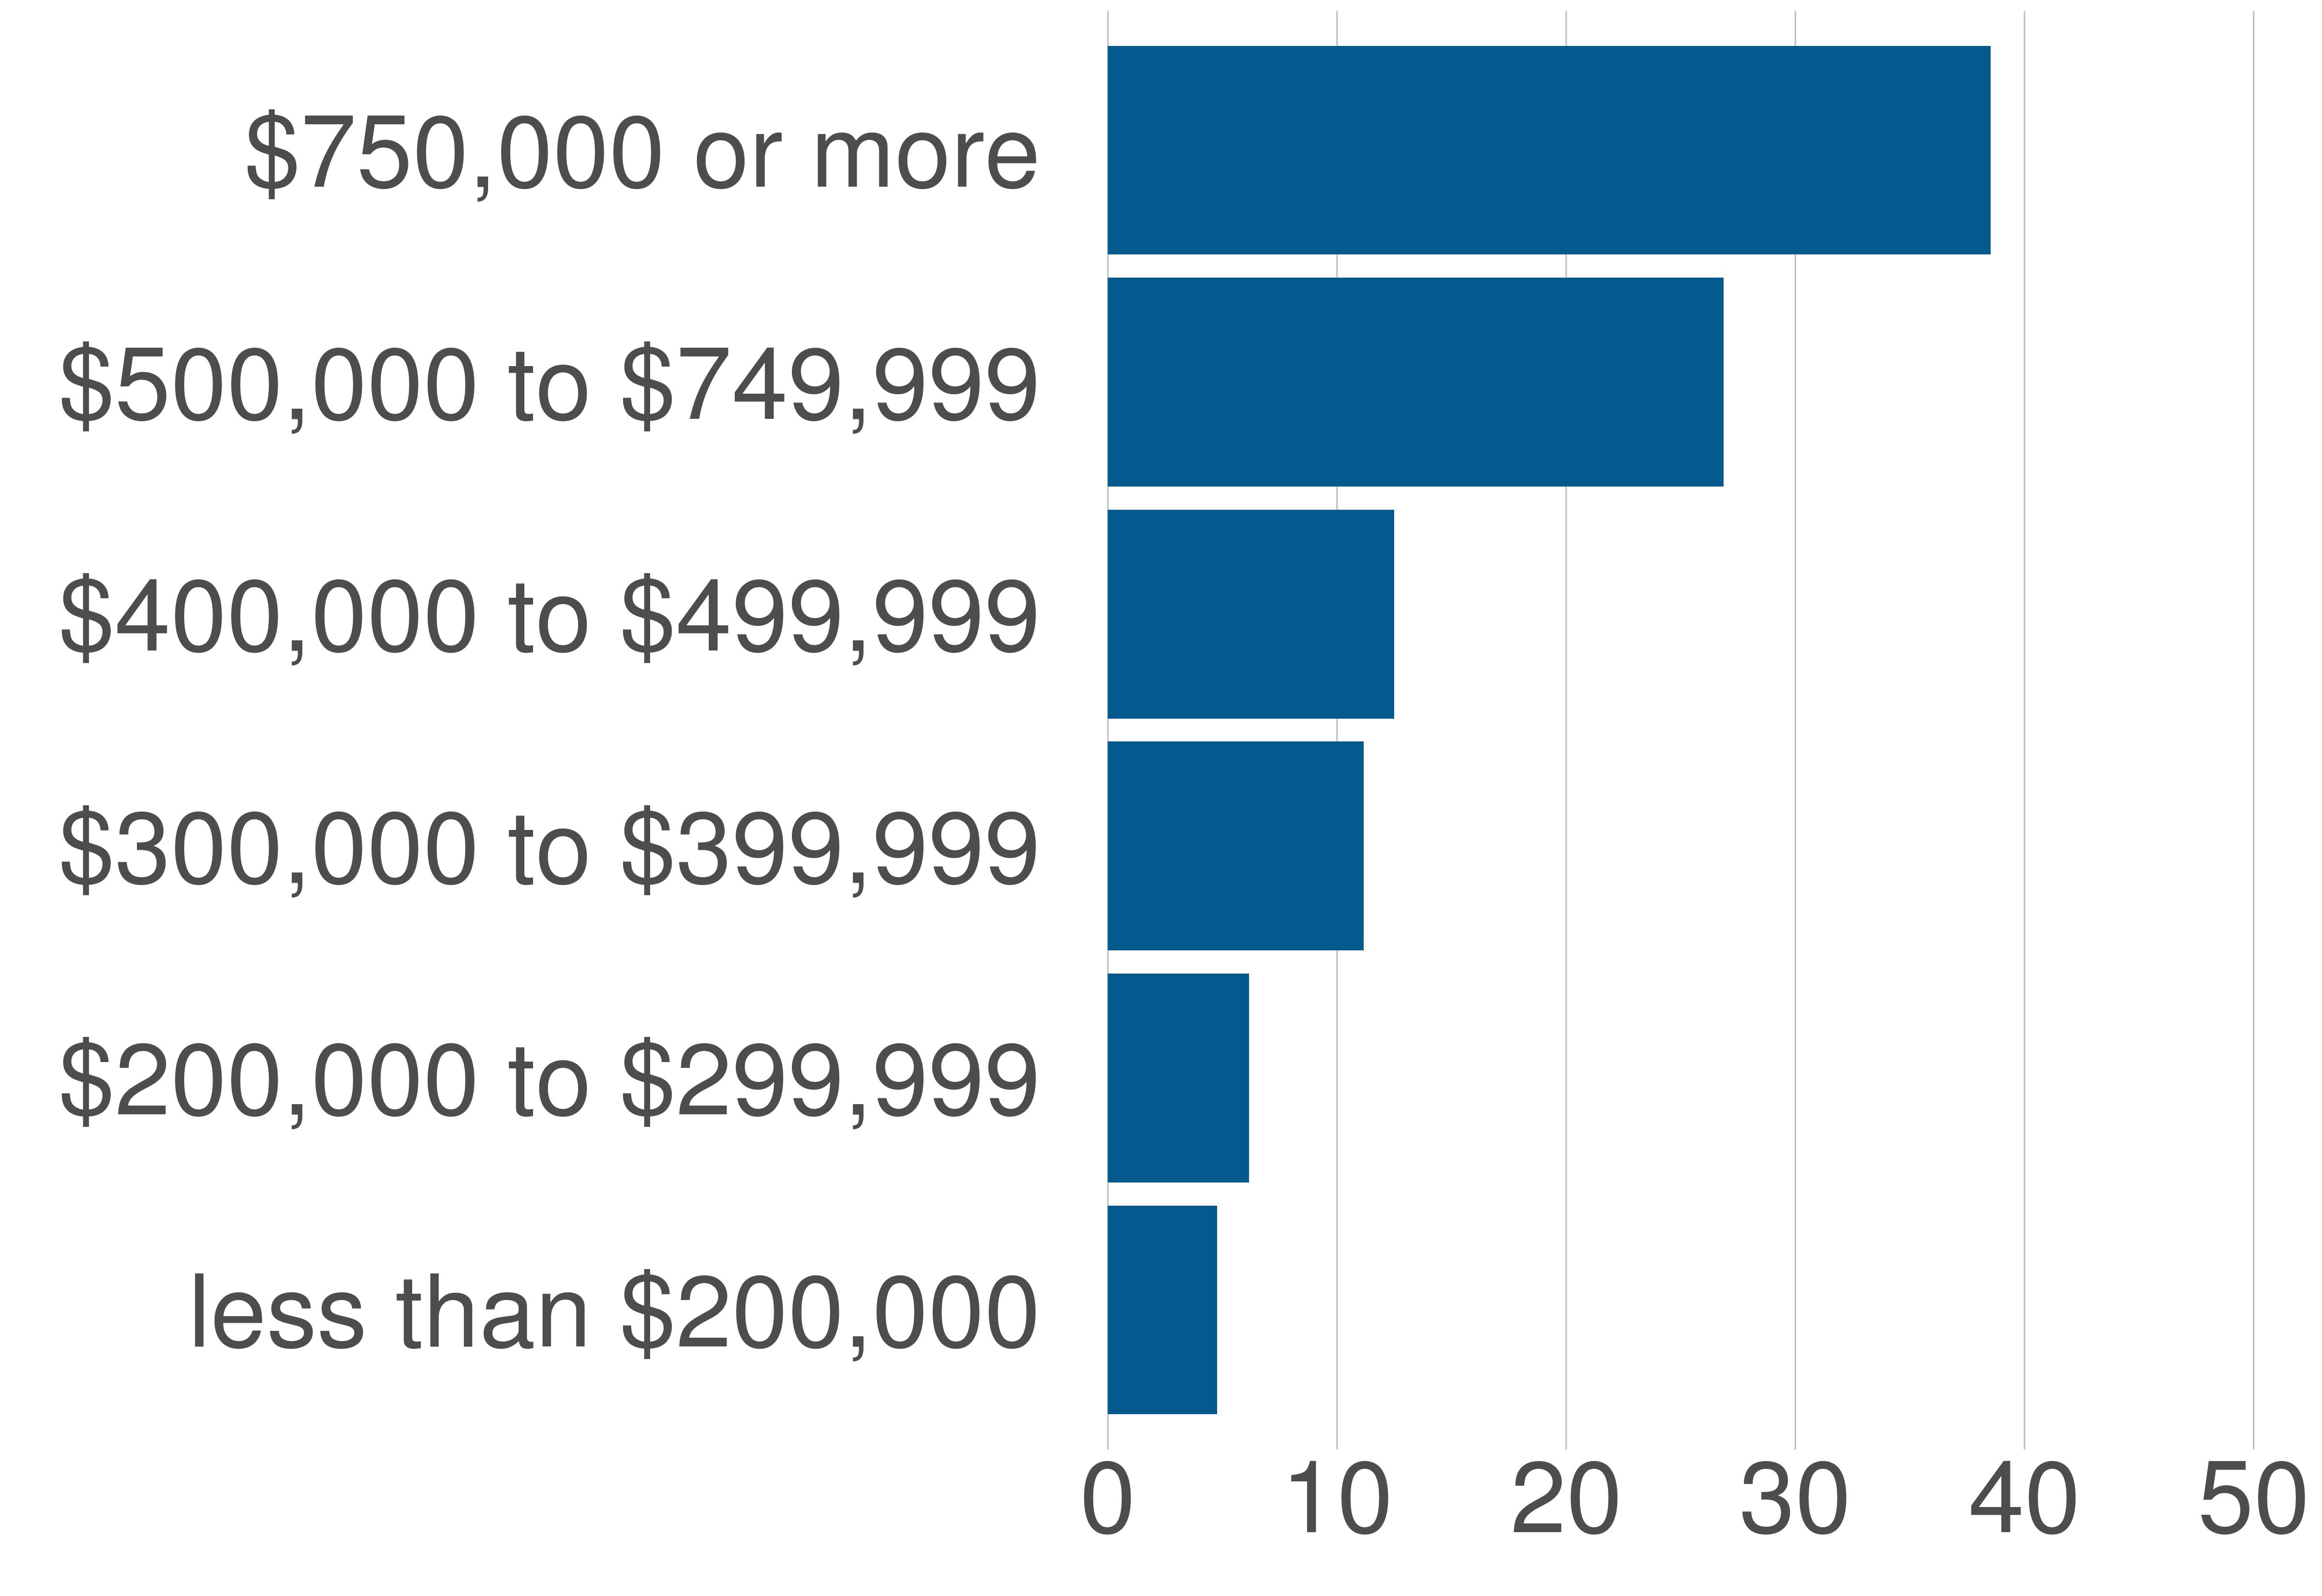 $750,000 or more
$500,000 to $749,999
$400,000 to $499,999
$300,000 to $399,999
$200,000 to $299,999
less than $200,000
0 10 20 30 40 50